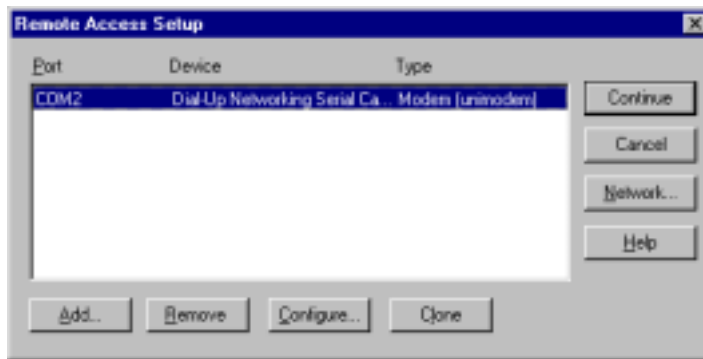 Remote Access Setup
Port Device Type
COM2 Dial-Up Networking Serial Ca... Modem (unimodem)
Continue
Cancel
Network...
Help
Add... Remove Configure... Clone